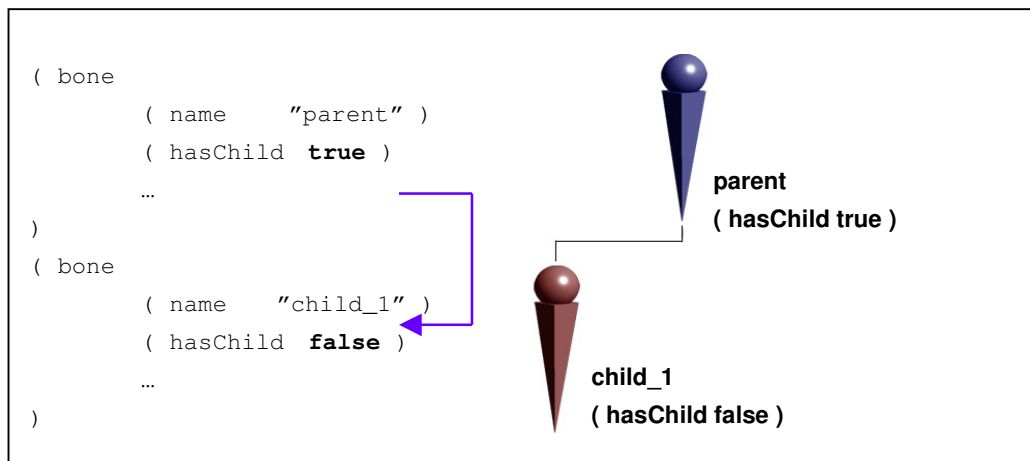 ( bone
( name ”parent” )
( hasChild true )
…
)
( bone
( name ”child_1” )
( hasChild false )
…
)
parent
( hasChild true )
child_1
( hasChild false )